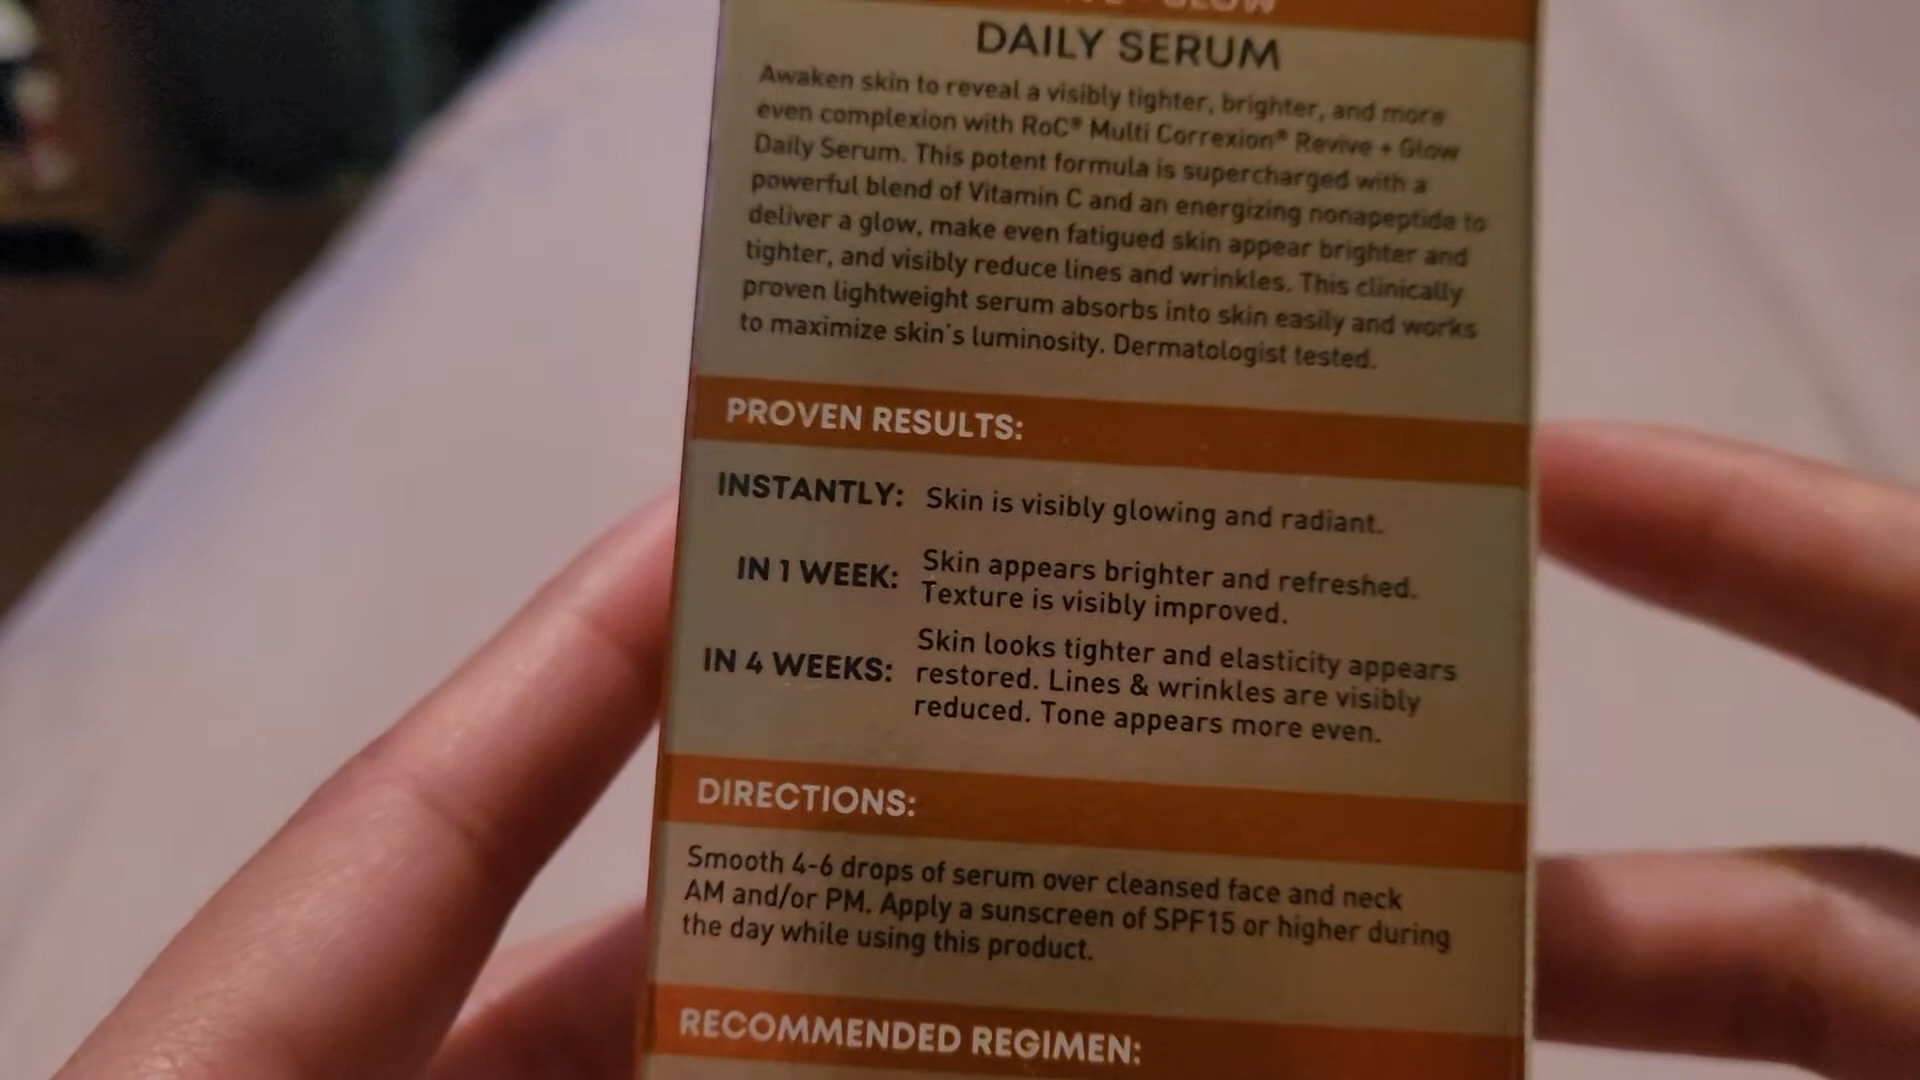 GLOW
DAILY SERUM
Awaken skin to reveal a visibly tighter, brighter, and more
even complexion with RoC® Multi Correxion® Revive + Glow
Daily Serum. This potent formula is supercharged with a
powerful blend of Vitamin C and an energizing nonapeptide to
deliver a glow, make even fatigued skin appear brighter and
tighter, and visibly reduce lines and wrinkles. This clinically
proven lightweight serum absorbs into skin easily and works
to maximize skin's luminosity. Dermatologist tested.
PROVEN RESULTS:
INSTANTLY: Skin is visibly glowing and radiant.
IN 1 WEEK: Skin appears brighter and refreshed.
Texture is visibly improved.
IN 4 WEEKS: Skin looks tighter and elasticity appears
restored. Lines & wrinkles are visibly
reduced. Tone appears more even.
DIRECTIONS:
Smooth 4-6 drops of serum over cleansed face and neck
AM and/or PM. Apply a sunscreen of SPF15 or higher during
the day while using this product.
RECOMMENDED REGIMEN: